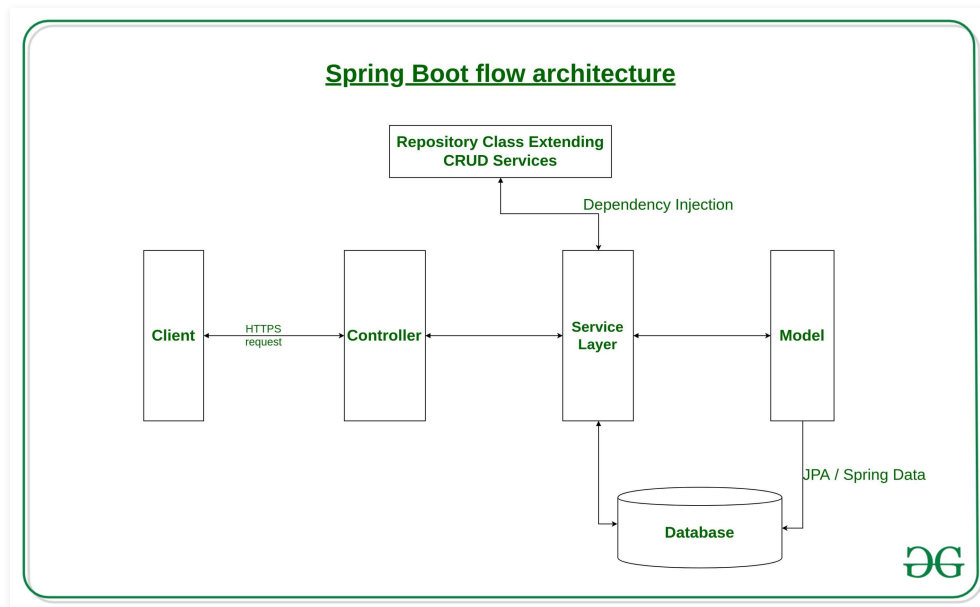 Spring Boot flow architecture
Repository Class Extending
CRUD Services
Dependency Injection
Client
HTTPS
request
Controller
Service
Layer
Model
JPA / Spring Data
Database